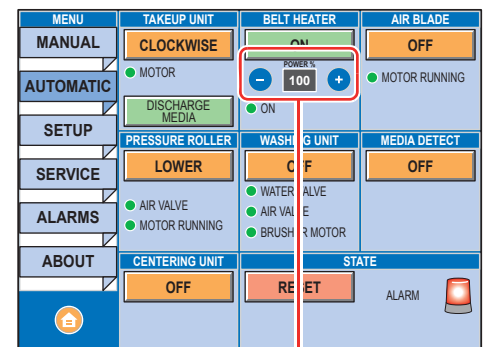 MENU
MANUAL
AUTOMATIC
SETUP
SERVICE
ALARMS
ABOUT
TAKEUP UNIT
CLOCKWISE
MOTOR
DISCHARGE
MEDIA
BELT HEATER
ON
POWER %
- 100 +
ON
AIR BLADE
OFF
MOTOR RUNNING
PRESSURE ROLLER
LOWER
AIR VALVE
MOTOR RUNNING
WASHING UNIT
OFF
WATER VALVE
AIR VALVE
MOTOR
MEDIA DETECT
OFF
CENTERING UNIT
OFF
STATE
RESET
ALARM